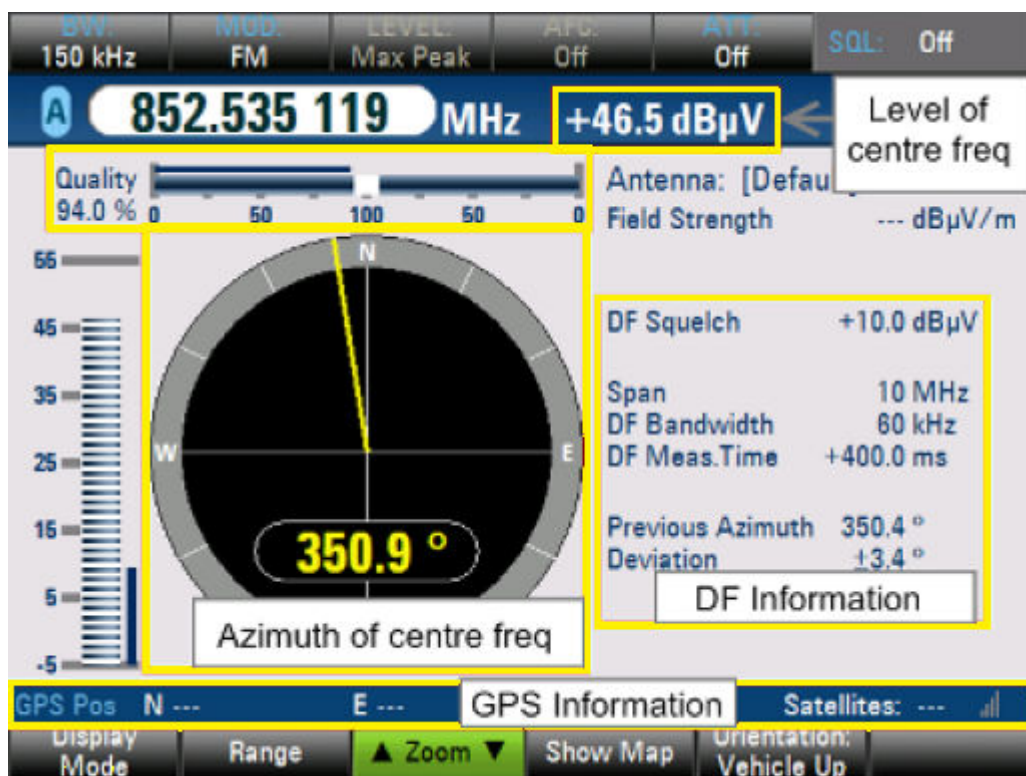 BW: MOD: LEVEL: AFC: ATT: SQL: Off
150 kHz FM Max Peak Off Off
A 852.535 119 MHz +46.5 dBµV
Level of
centre freq
Quality
94.0 %
0 50 100 50 0
Antenna: [Defau
Field Strength --- dBµV/m
55
45
35
25
15
5
-5
N
W
E
350.9 °
Azimuth of centre freq
DF Squelch +10.0 dBµV
Span 10 MHz
DF Bandwidth 60 kHz
DF Meas.Time +400.0 ms
Previous Azimuth 350.4 °
Deviation ±3.4 °
DF Information
GPS Pos N --- E --- GPS Information Satellites: ---
Display
Mode
Range
▲ Zoom ▼
Show Map
Orientation:
Vehicle Up